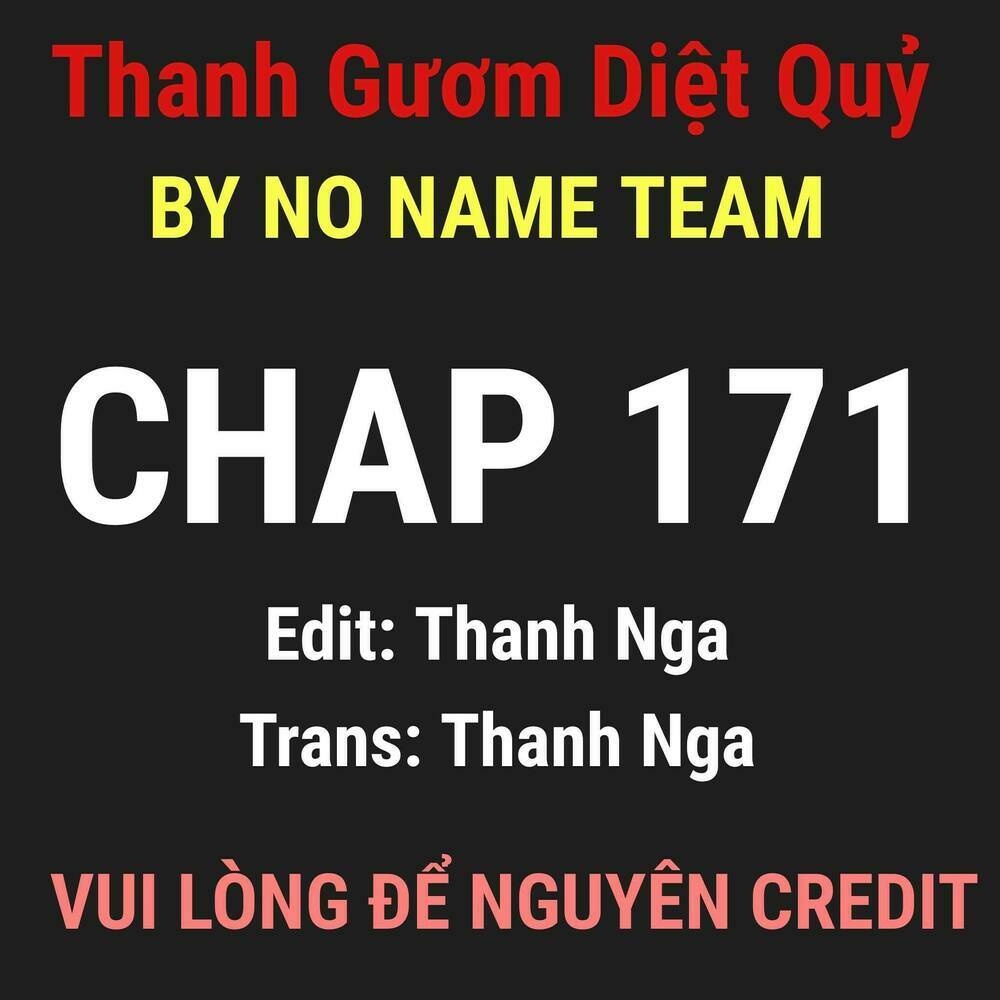 Thanh Gươm Diệt Quỷ
BY NO NAME TEAM
CHAP 171
Edit: Thanh Nga
Trans: Thanh Nga
VUI LÒNG ĐỂ NGUYÊN CREDIT